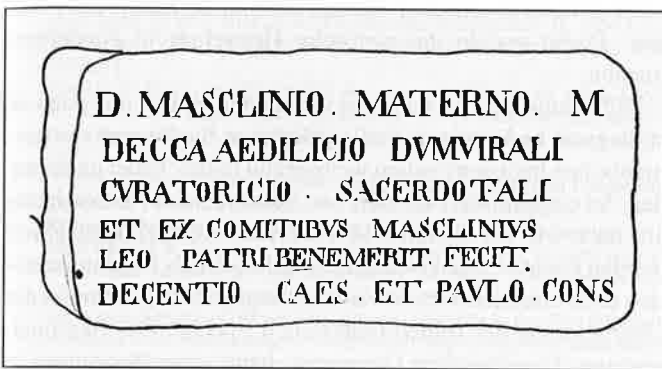 D. MASCLINIO. MATERNO. M
DECCA AEDILICIO DVMVIRALI
CVRATORICIO SACERDOTALI
ET EX COMITIBVS MASCLINIVS
LEO PATRI BENEMERIT. FECIT.
DECENTIO CAES. ET PAVLO CONS